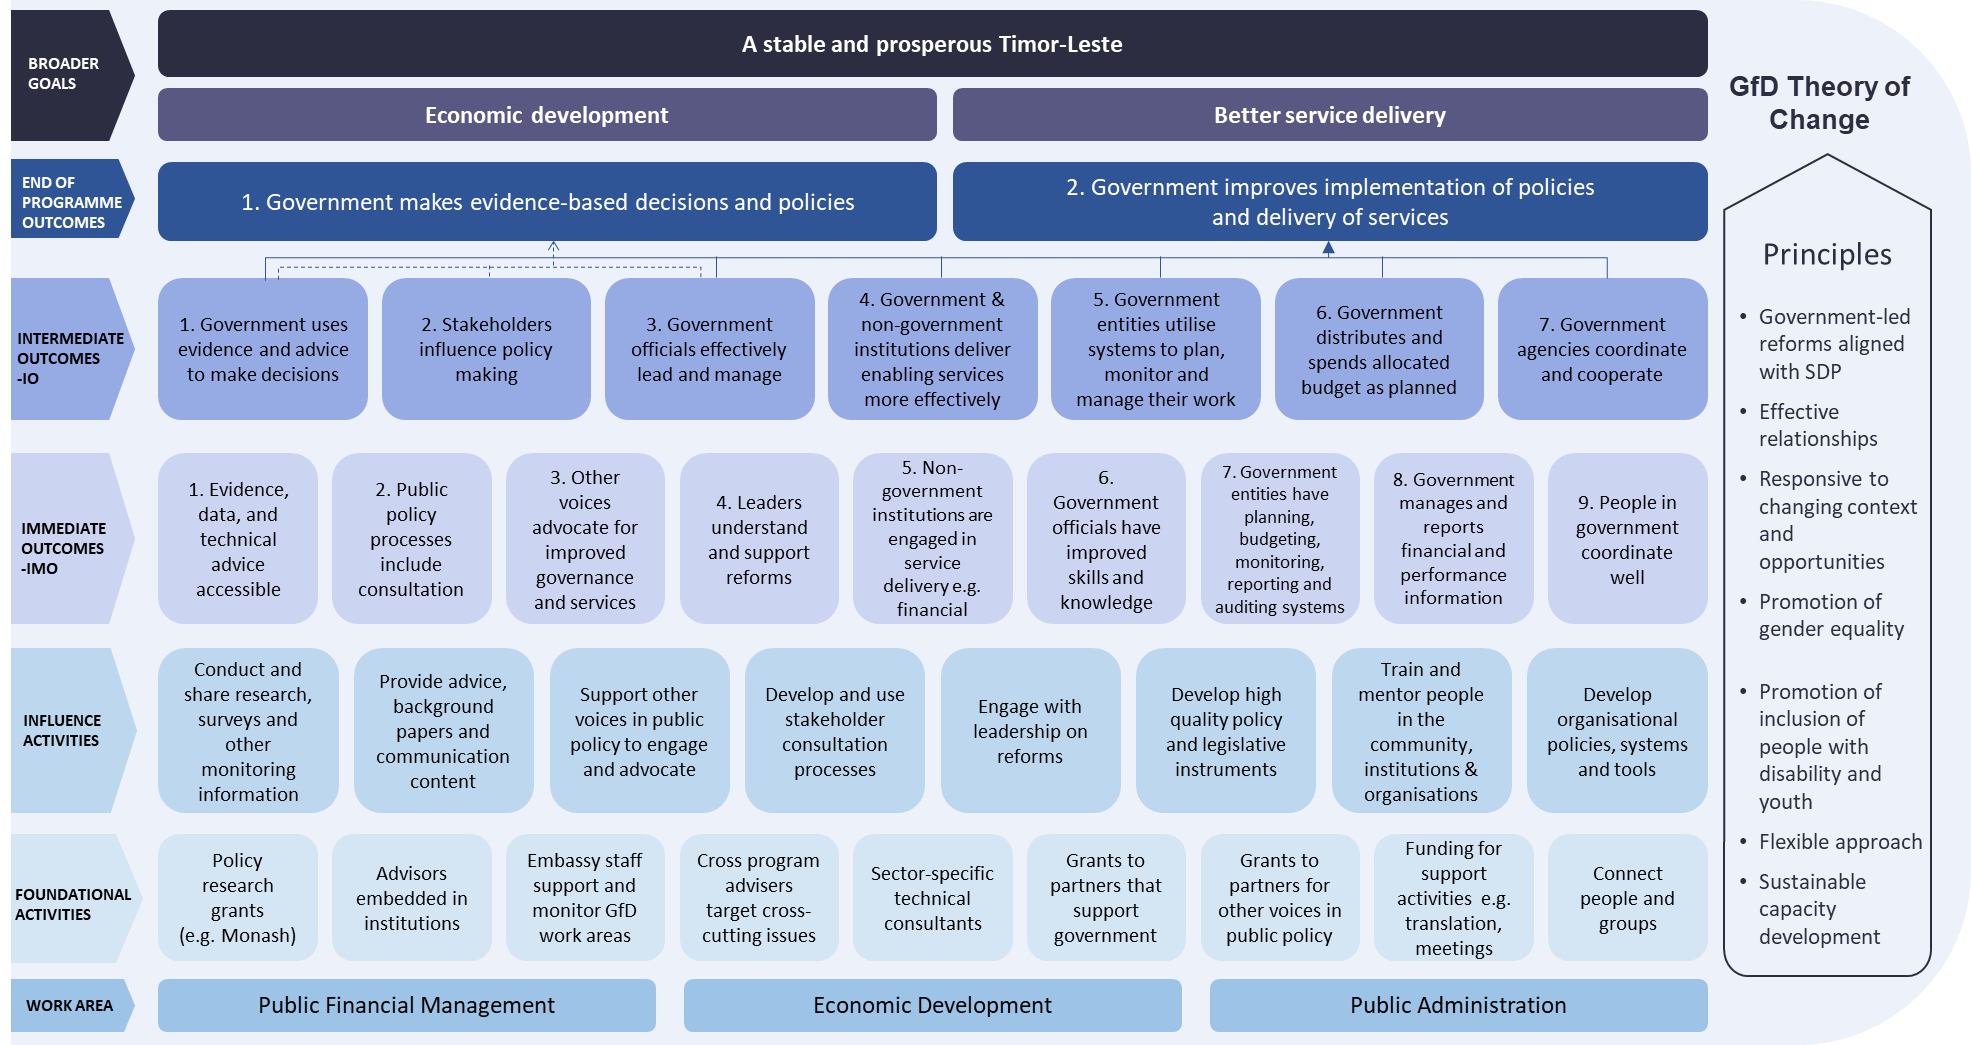 BROADER
GOALS
A stable and prosperous Timor-Leste
Economic development
Better service delivery
END OF
PROGRAMME
OUTCOMES
1. Government makes evidence-based decisions and policies
2. Government improves implementation of policies
and delivery of services
INTERMEDIATE
OUTCOMES
-IO
1. Government uses
evidence and advice
to make decisions
2. Stakeholders
influence policy
making
3. Government
officials effectively
lead and manage
4. Government &
non-government
institutions deliver
enabling services
more effectively
5. Government
entities utilise
systems to plan,
monitor and
manage their work
6. Government
distributes and
spends allocated
budget as planned
7. Government
agencies coordinate
and cooperate
IMMEDIATE
OUTCOMES
-IMO
1. Evidence,
data, and
technical
advice
accessible
2. Public
policy
processes
include
consultation
3. Other
voices
advocate for
improved
governance
and services
4. Leaders
understand
and support
reforms
5. Non-
government
institutions are
engaged in
service
delivery e.g.
financial
6.
Government
officials have
improved
skills and
knowledge
7. Government
entities have
planning,
budgeting,
monitoring,
reporting and
auditing systems
8. Government
manages and
reports
financial and
performance
information
9. People in
government
coordinate
well
INFLUENCE
ACTIVITIES
Conduct and
share research,
surveys and
other
monitoring
information
Provide advice,
background
papers and
communication
content
Support other
voices in public
policy to engage
and advocate
Develop and use
stakeholder
consultation
processes
Engage with
leadership on
reforms
Develop high
quality policy
and legislative
instruments
Train and
mentor people
in the
community,
institutions &
organisations
Develop
organisational
policies, systems
and tools
FOUNDATIONAL
ACTIVITIES
Policy
research
grants
(e.g. Monash)
Advisors
embedded in
institutions
Embassy staff
support and
monitor GfD
work areas
Cross program
advisers
target cross-
cutting issues
Sector-specific
technical
consultants
Grants to
partners that
support
government
Grants to
partners for
other voices in
public policy
Funding for
support
activities e.g.
translation,
meetings
Connect
people and
groups
WORK AREA
Public Financial Management
Economic Development
Public Administration
GfD Theory of
Change
Principles
• Government-led
reforms aligned
with SDP
• Effective
relationships
• Responsive to
changing context
and
opportunities
• Promotion of
gender equality
• Promotion of
inclusion of
people with
disability and
youth
• Flexible approach
• Sustainable
capacity
development